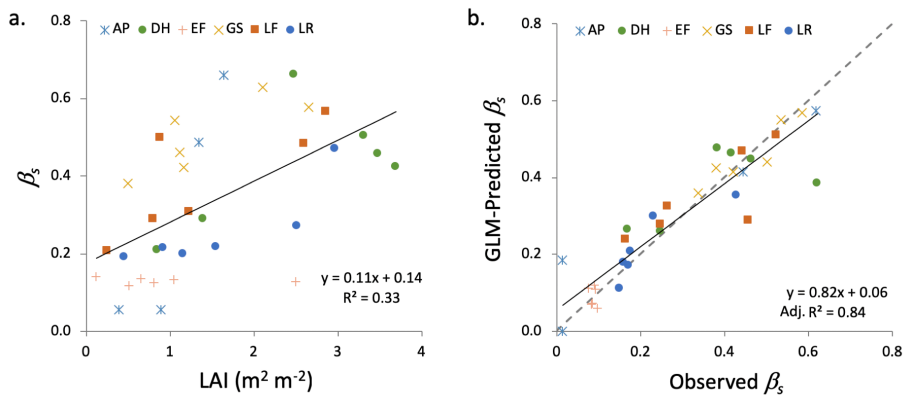 a.
AP DH EF GS LF LR
βs
0.8
0.6
0.4
0.2
0.0
y = 0.11x + 0.14
R² = 0.33
0 1 2 3 4
LAI (m² m⁻²)
b.
AP DH EF GS LF LR
GLM-Predicted βs
0.8
0.6
0.4
0.2
0.0
y = 0.82x + 0.06
Adj. R² = 0.84
0.0 0.2 0.4 0.6 0.8
Observed βs